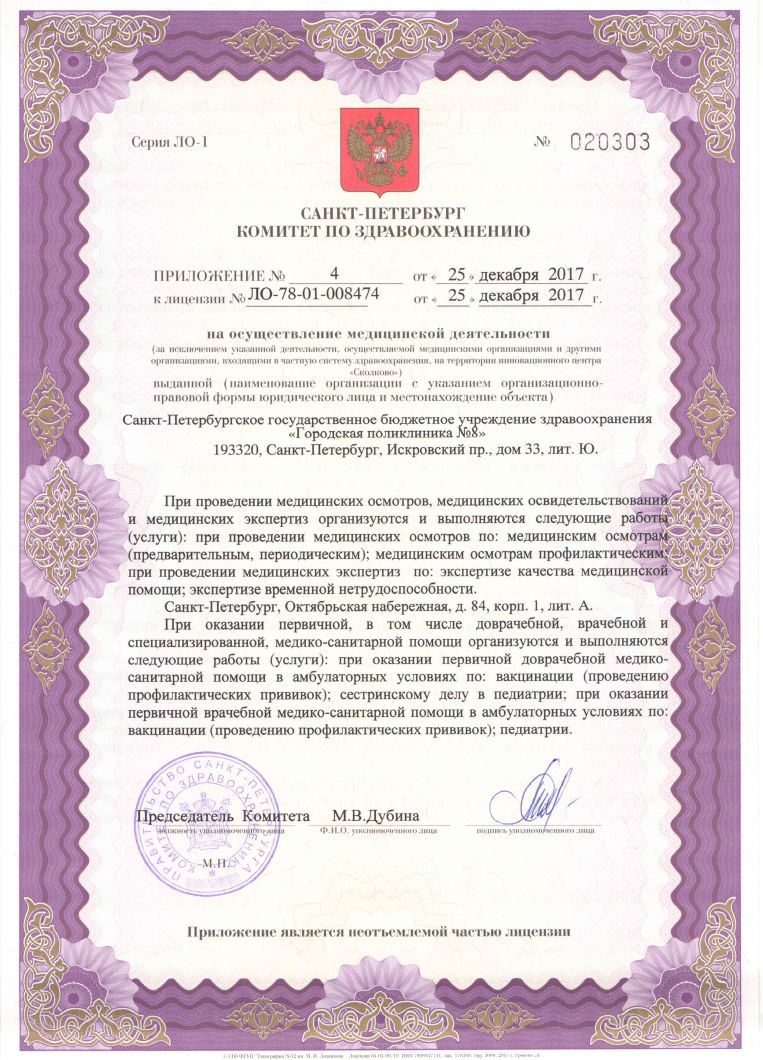 Серия ЛО-1
№ 020303
САНКТ-ПЕТЕРБУРГ
КОМИТЕТ ПО ЗДРАВООХРАНЕНИЮ
ПРИЛОЖЕНИЕ № 4 от « 25 » декабря 2017 г.
к лицензии № ЛО-78-01-008474 от « 25 » декабря 2017 г.
на осуществление медицинской деятельности
(за исключением указанной деятельности, осуществляемой медицинскими организациями и другими
организациями, входящими в частную систему здравоохранения, на территории инновационного центра
«Сколково»)
выданной (наименование организации с указанием организационно-
правовой формы юридического лица и местонахождение объекта)
Санкт-Петербургское государственное бюджетное учреждение здравоохранения
«Городская поликлиника №8»
193320, Санкт-Петербург, Искровский пр., дом 33, лит. Ю.
При проведении медицинских осмотров, медицинских освидетельствований
и медицинских экспертиз организуются и выполняются следующие работы
(услуги): при проведении медицинских осмотров по: медицинским осмотрам
(предварительным, периодическим); медицинским осмотрам профилактическим;
при проведении медицинских экспертиз по: экспертизе качества медицинской
помощи; экспертизе временной нетрудоспособности.
Санкт-Петербург, Октябрьская набережная, д. 84, корп. 1, лит. А.
При оказании первичной, в том числе доврачебной, врачебной и
специализированной, медико-санитарной помощи организуются и выполняются
следующие работы (услуги): при оказании первичной доврачебной медико-
санитарной помощи в амбулаторных условиях по: вакцинации (проведению
профилактических прививок); сестринскому делу в педиатрии; при оказании
первичной врачебной медико-санитарной помощи в амбулаторных условиях по:
вакцинации (проведению профилактических прививок); педиатрии.
ПРАВИТЕЛЬСТВО САНКТ-ПЕТЕРБУРГА
КОМИТЕТ ПО ЗДРАВООХРАНЕНИЮ
Председатель Комитета М.В.Дубина
должность уполномоченного лица Ф.И.О. уполномоченного лица подпись уполномоченного лица
М.П.
Приложение является неотъемлемой частью лицензии